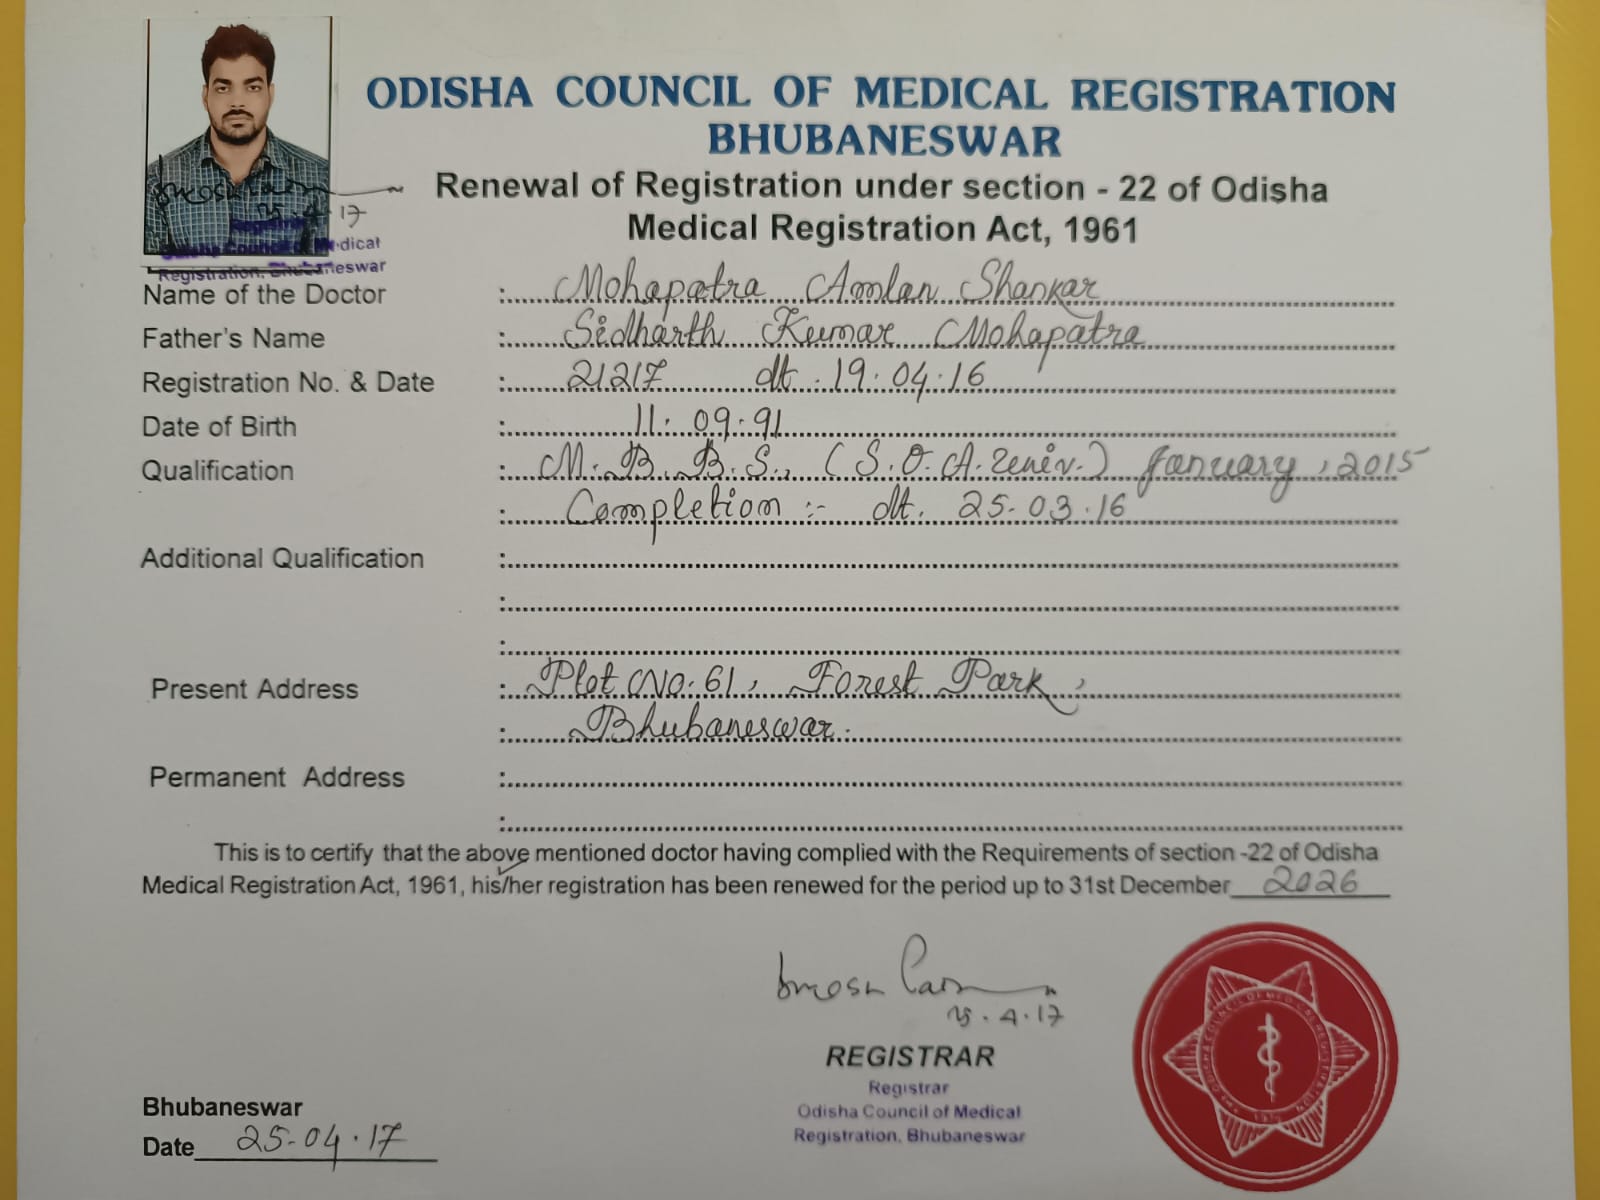 ODISHA COUNCIL OF MEDICAL REGISTRATION
BHUBANESWAR
Renewal of Registration under section - 22 of Odisha
Medical Registration Act, 1961
25.4.17
Registrar
Odisha Council of Medical
Registration, Bhubaneswar
Name of the Doctor : Mohapatra Amlan Shankar
Father's Name : Sidharth Kumar Mohapatra
Registration No. & Date : 21217 dt. 19.04.16
Date of Birth : 11.09.91
Qualification : M.B.B.S., (S.O.A. Univ.) January, 2015
: Completion :- dt. 25.03.16
Additional Qualification :
:
:
Present Address : Plot No. 61, Forest Park,
: Bhubaneswar.
Permanent Address :
:
This is to certify that the above mentioned doctor having complied with the Requirements of section -22 of Odisha
Medical Registration Act, 1961, his/her registration has been renewed for the period up to 31st December 2026
25.4.17
REGISTRAR
Registrar
Odisha Council of Medical
Registration, Bhubaneswar
Bhubaneswar
Date 25-04.17